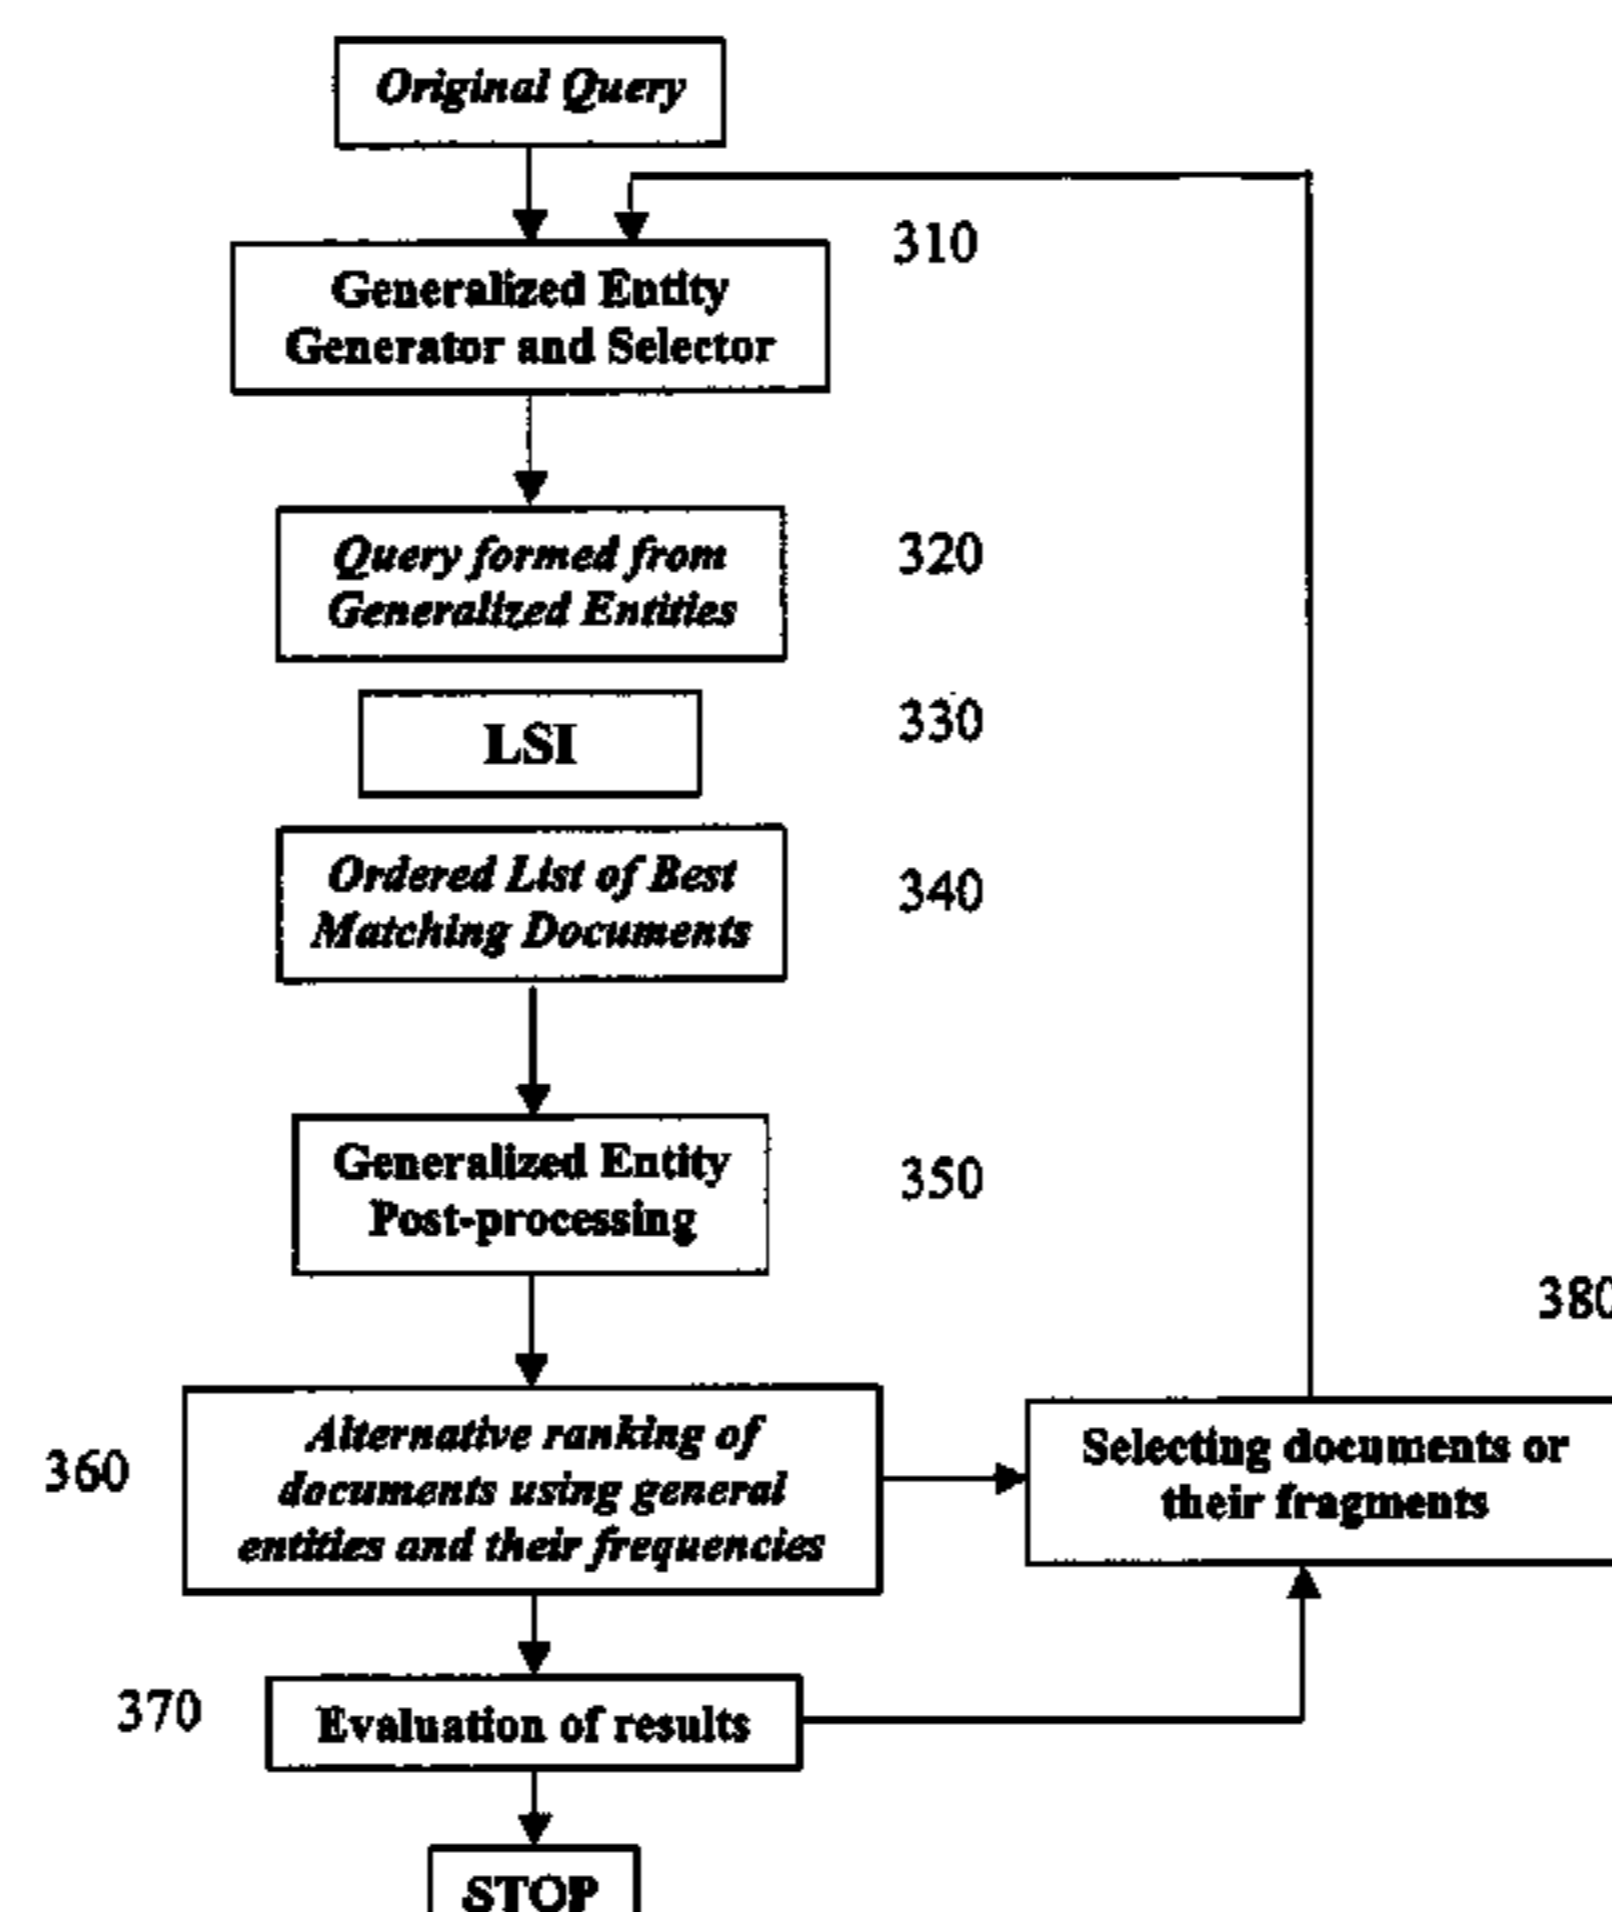 Original Query
310
Generalized Entity
Generator and Selector
Query formed from
Generalized Entities
320
LSI
330
Ordered List of Best
Matching Documents
340
Generalized Entity
Post-processing
350
380
360
Alternative ranking of
documents using general
entities and their frequencies
Selecting documents or
their fragments
370
Evaluation of results
STOP